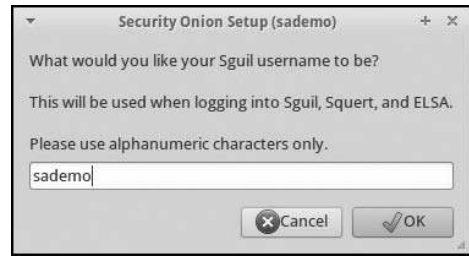 Security Onion Setup (sademo)
What would you like your Sguil username to be?
This will be used when logging into Sguil, Squert, and ELSA.
Please use alphanumeric characters only.
sademo
Cancel
OK